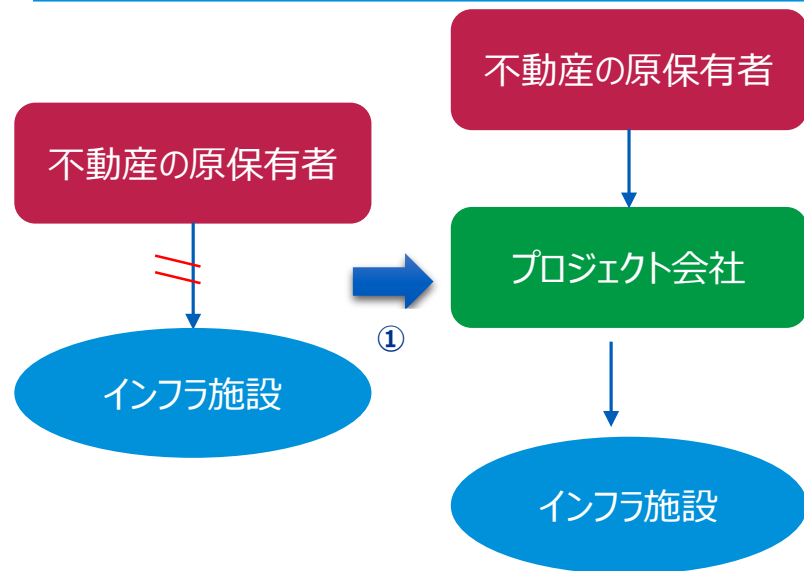 不動産の原保有者
インフラ施設
①
不動産の原保有者
プロジェクト会社
インフラ施設